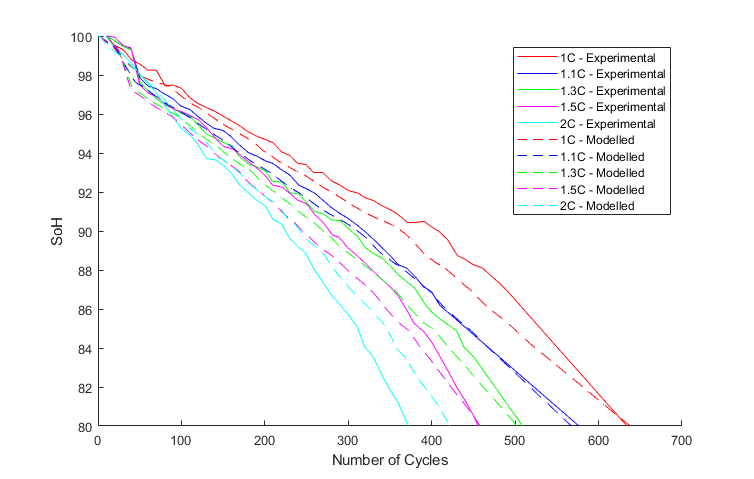 100
98
96
94
92
90
88
86
84
82
80
SoH
0 100 200 300 400 500 600 700
Number of Cycles
1C - Experimental
1.1C - Experimental
1.3C - Experimental
1.5C - Experimental
2C - Experimental
1C - Modelled
1.1C - Modelled
1.3C - Modelled
1.5C - Modelled
2C - Modelled